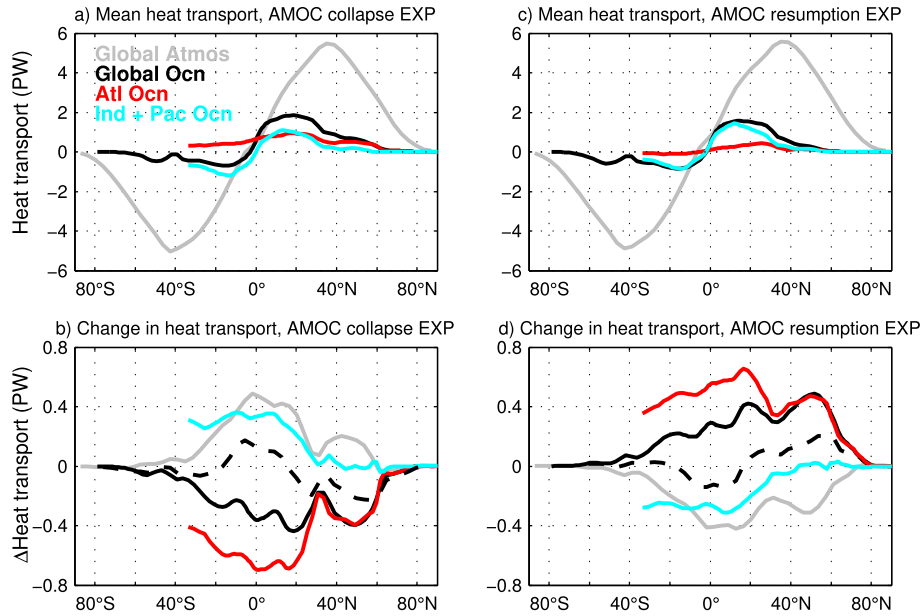 a) Mean heat transport, AMOC collapse EXP
Heat transport (PW)
6
4
2
0
−2
−4
−6
Global Atmos
Global Ocn
Atl Ocn
Ind + Pac Ocn
80°S
40°S
0°
40°N
80°N
c) Mean heat transport, AMOC resumption EXP
6
4
2
0
−2
−4
−6
80°S
40°S
0°
40°N
80°N
b) Change in heat transport, AMOC collapse EXP
ΔHeat transport (PW)
0.8
0.4
0
−0.4
−0.8
80°S
40°S
0°
40°N
80°N
d) Change in heat transport, AMOC resumption EXP
0.8
0.4
0
−0.4
−0.8
80°S
40°S
0°
40°N
80°N